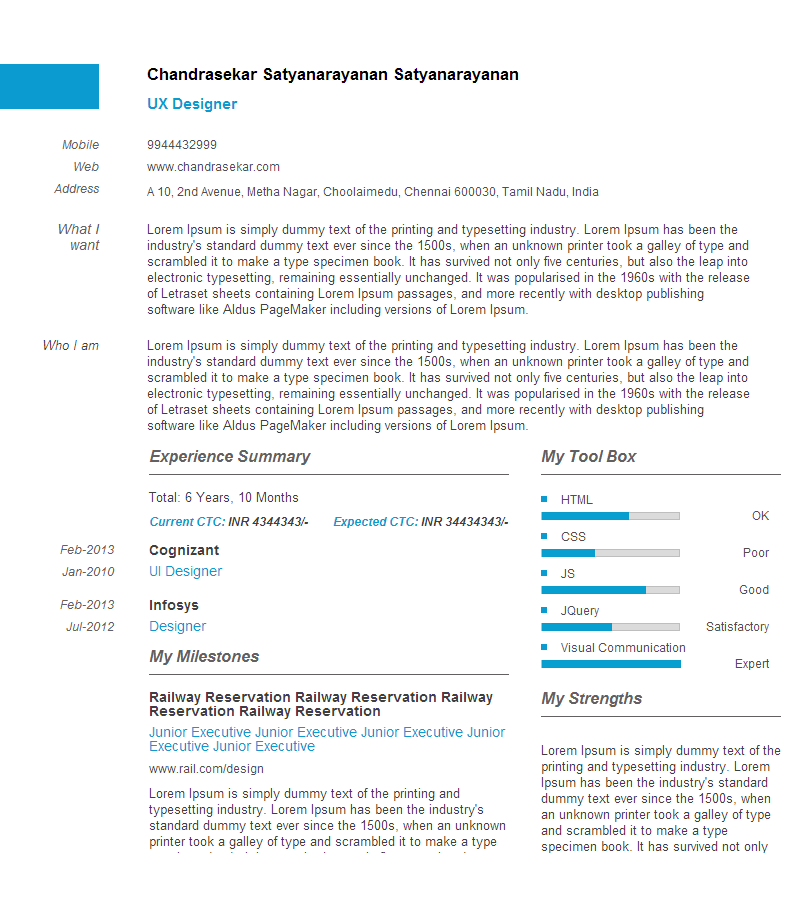 Chandrasekar Satyanarayanan Satyanarayanan
UX Designer
Mobile 9944432999
Web www.chandrasekar.com
Address A 10, 2nd Avenue, Metha Nagar, Choolaimedu, Chennai 600030, Tamil Nadu, India
What I
want
Lorem Ipsum is simply dummy text of the printing and typesetting industry. Lorem Ipsum has been the
industry's standard dummy text ever since the 1500s, when an unknown printer took a galley of type and
scrambled it to make a type specimen book. It has survived not only five centuries, but also the leap into
electronic typesetting, remaining essentially unchanged. It was popularised in the 1960s with the release
of Letraset sheets containing Lorem Ipsum passages, and more recently with desktop publishing
software like Aldus PageMaker including versions of Lorem Ipsum.
Who I am
Lorem Ipsum is simply dummy text of the printing and typesetting industry. Lorem Ipsum has been the
industry's standard dummy text ever since the 1500s, when an unknown printer took a galley of type and
scrambled it to make a type specimen book. It has survived not only five centuries, but also the leap into
electronic typesetting, remaining essentially unchanged. It was popularised in the 1960s with the release
of Letraset sheets containing Lorem Ipsum passages, and more recently with desktop publishing
software like Aldus PageMaker including versions of Lorem Ipsum.
Experience Summary
Total: 6 Years, 10 Months
Current CTC: INR 4344343/- Expected CTC: INR 34434343/-
Feb-2013 Cognizant
Jan-2010 UI Designer
Feb-2013 Infosys
Jul-2012 Designer
My Milestones
Railway Reservation Railway Reservation Railway
Reservation Railway Reservation
Junior Executive Junior Executive Junior Executive Junior
Executive Junior Executive
www.rail.com/design
Lorem Ipsum is simply dummy text of the printing and
typesetting industry. Lorem Ipsum has been the industry's
standard dummy text ever since the 1500s, when an unknown
printer took a galley of type and scrambled it to make a type
My Tool Box
HTML
OK
CSS
Poor
JS
Good
JQuery
Satisfactory
Visual Communication
Expert
My Strengths
Lorem Ipsum is simply dummy text of the
printing and typesetting industry. Lorem
Ipsum has been the industry's standard
dummy text ever since the 1500s, when
an unknown printer took a galley of type
and scrambled it to make a type
specimen book. It has survived not only